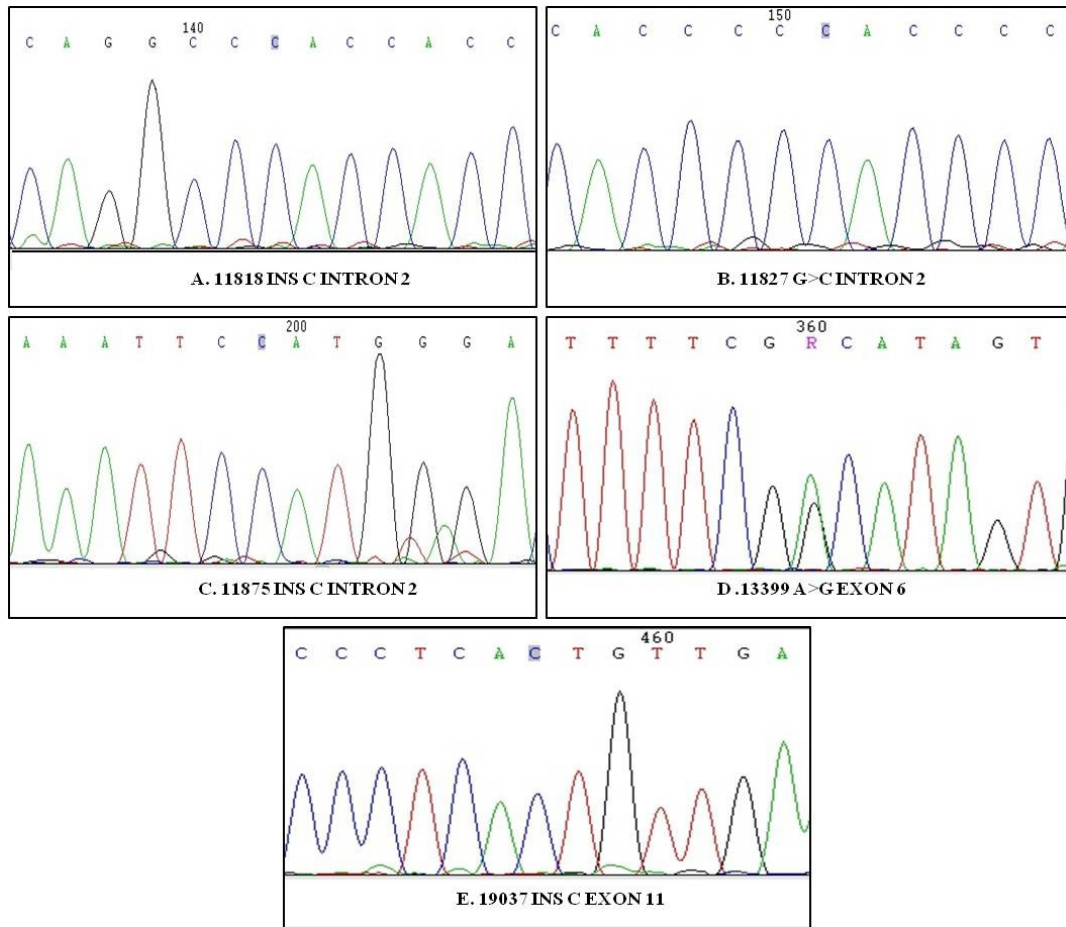 140
C A G G C C C A C C A C C
A. 11818 INS C INTRON 2
150
C A C C C C C A C C C C
B. 11827 G>C INTRON 2
200
A A A T T C C A T G G G A
C. 11875 INS C INTRON 2
360
T T T T C G R C A T A G T
D .13399 A>G EXON 6
460
C C C T C A C T G T T G A
E. 19037 INS C EXON 11